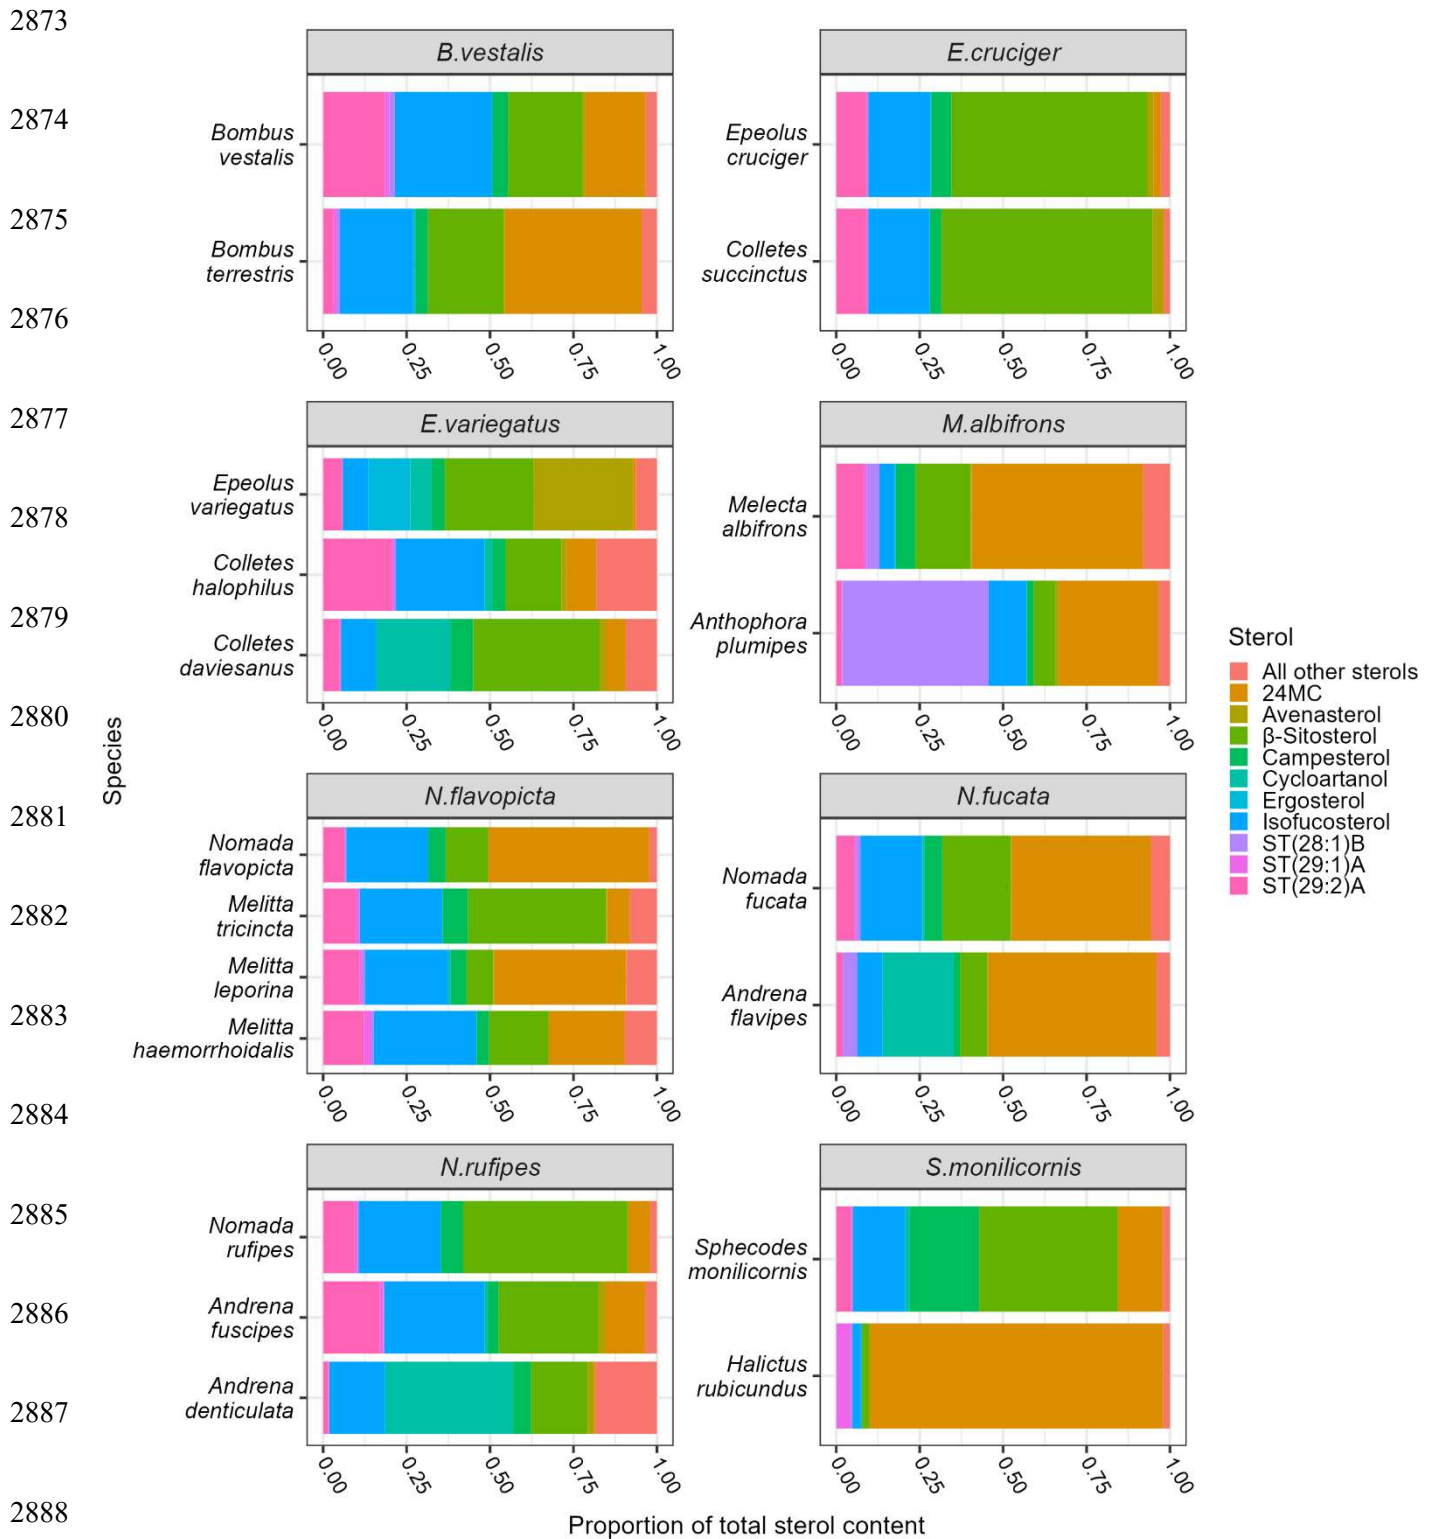 2873
2874
2875
2876
2877
2878
2879
2880
2881
2882
2883
2884
2885
2886
2887
2888
Species
B.vestalis
Bombus
vestalis
Bombus
terrestris
0.00 0.25 0.50 0.75 1.00
E.cruciger
Epeolus
cruciger
Colletes
succinctus
0.00 0.25 0.50 0.75 1.00
E.variegatus
Epeolus
variegatus
Colletes
halophilus
Colletes
daviesanus
0.00 0.25 0.50 0.75 1.00
M.albifrons
Melecta
albifrons
Anthophora
plumipes
0.00 0.25 0.50 0.75 1.00
N.flavopicta
Nomada
flavopicta
Melitta
tricincta
Melitta
leporina
Melitta
haemorrhoidalis
0.00 0.25 0.50 0.75 1.00
N.fucata
Nomada
fucata
Andrena
flavipes
0.00 0.25 0.50 0.75 1.00
N.rufipes
Nomada
rufipes
Andrena
fuscipes
Andrena
denticulata
0.00 0.25 0.50 0.75 1.00
S.monilicornis
Sphecodes
monilicornis
Halictus
rubicundus
0.00 0.25 0.50 0.75 1.00
Proportion of total sterol content
Sterol
All other sterols
24MC
Avenasterol
β-Sitosterol
Campesterol
Cycloartanol
Ergosterol
Isofucosterol
ST(28:1)B
ST(29:1)A
ST(29:2)A